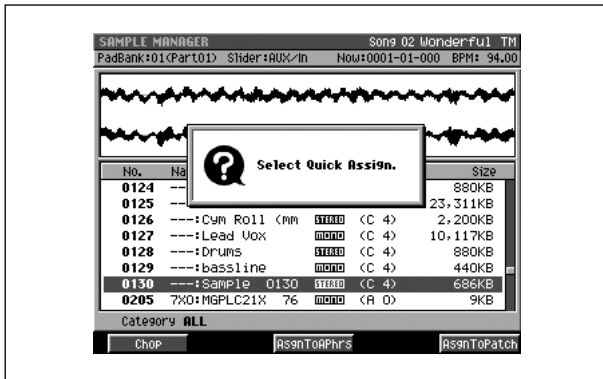 SAMPLE MANAGER Song 02 Wonderful TM
PadBank:01(Part01) Slider:AUX/In Now:0001-01-000 BPM: 94.00
Select Quick Assign.
No. Na Size
0124 ---: 880KB
0125 ---: 23,311KB
0126 ---:Cym Roll (mm STEREO (C 4) 2,200KB
0127 ---:Lead Vox mono (C 4) 10,117KB
0128 ---:Drums STEREO (C 4) 880KB
0129 ---:bassline mono (C 4) 440KB
0130 ---:Sample 0130 STEREO (C 4) 686KB
0205 7X0:MGPLC21X 76 mono (A 0) 9KB
Category ALL
Chop AsgnToAPhrs AsgnToPatch